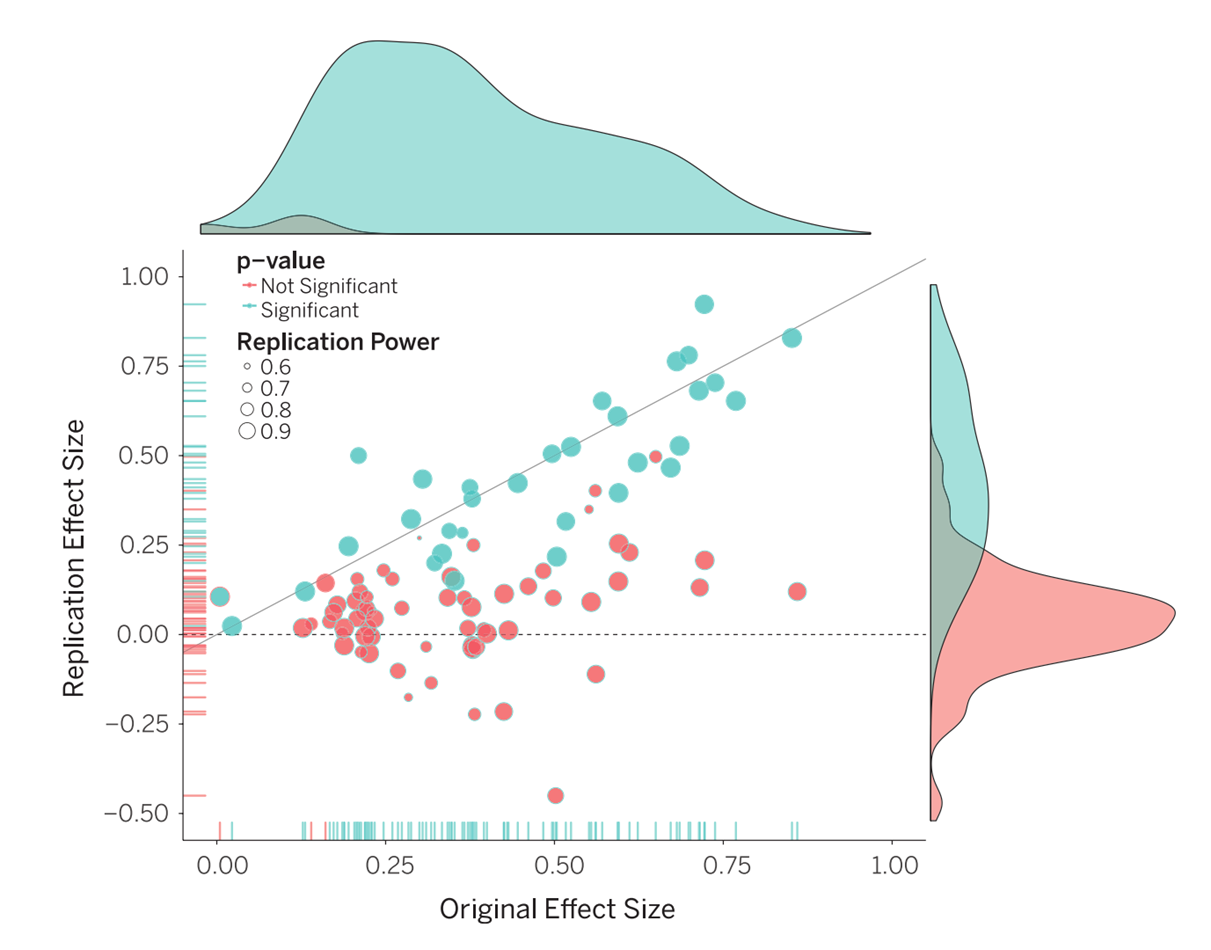 p−value
Not Significant
Significant
Replication Power
0.6
0.7
0.8
0.9
1.00
0.75
0.50
0.25
0.00
−0.25
−0.50
Replication Effect Size
0.00 0.25 0.50 0.75 1.00
Original Effect Size